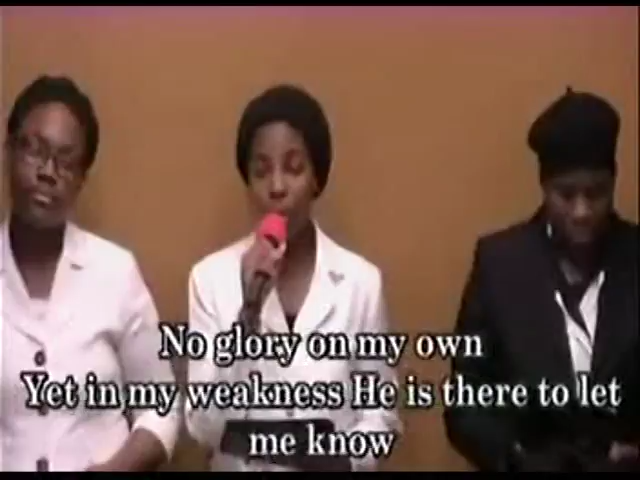 No glory on my own
Yet in my weakness He is there to let
me know